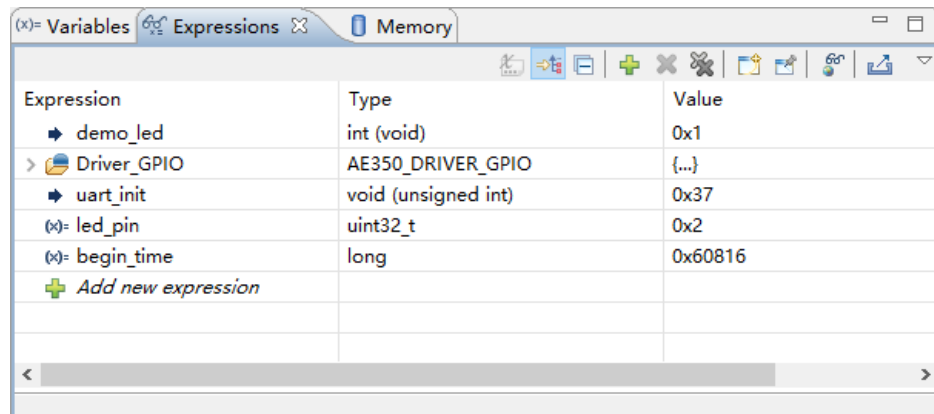 (x)= Variables Expressions Memory
Expression Type Value
demo_led int (void) 0x1
Driver_GPIO AE350_DRIVER_GPIO {...}
uart_init void (unsigned int) 0x37
(x)= led_pin uint32_t 0x2
(x)= begin_time long 0x60816
Add new expression